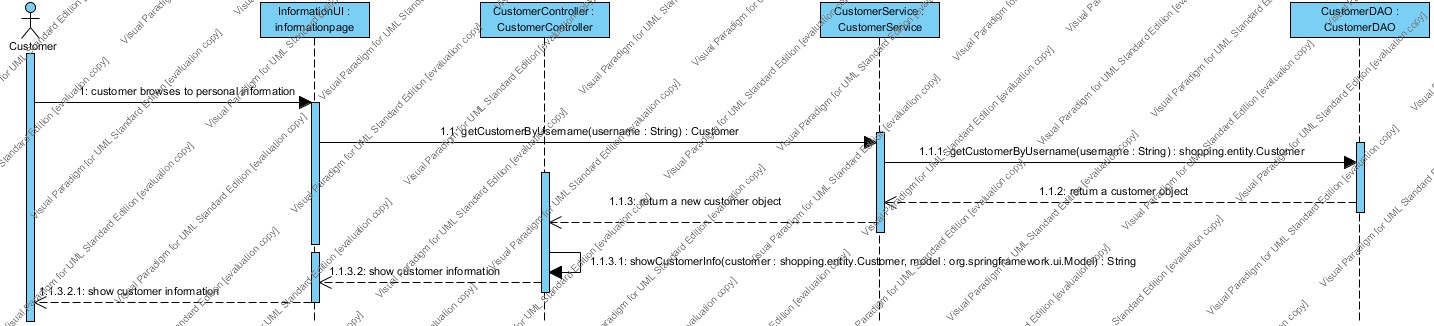 InformationUI :
informationpage
CustomerController :
CustomerController
CustomerService :
CustomerService
CustomerDAO :
CustomerDAO
Customer
1: customer browses to personal information
1.1: getCustomerByUsername(username : String) : Customer
1.1.1: getCustomerByUsername(username : String) : shopping.entity.Customer
1.1.2: return a customer object
1.1.3: return a new customer object
1.1.3.1: showCustomerInfo(customer : shopping.entity.Customer, model : org.springframework.ui.Model) : String
1.1.3.2: show customer information
1.1.3.2.1: show customer information
Visual Paradigm for UML Standard Edition [evaluation copy]